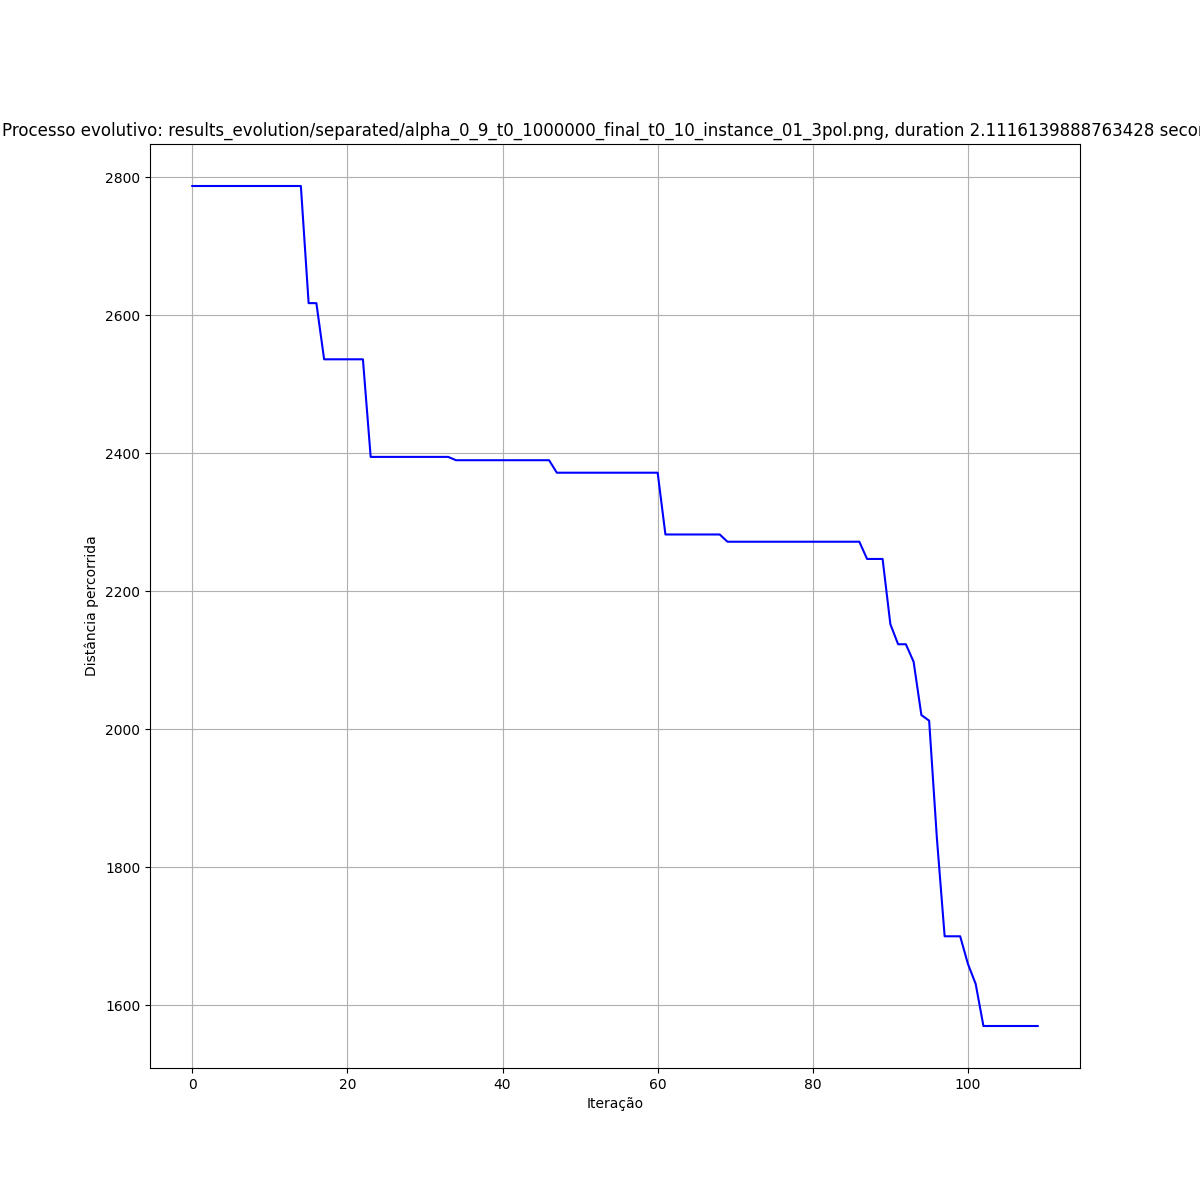 Processo evolutivo: results_evolution/separated/alpha_0_9_t0_1000000_final_t0_10_instance_01_3pol.png, duration 2.1116139888763428
2800
2600
2400
2200
2000
1800
1600
Distância percorrida
0 20 40 60 80 100
Iteração